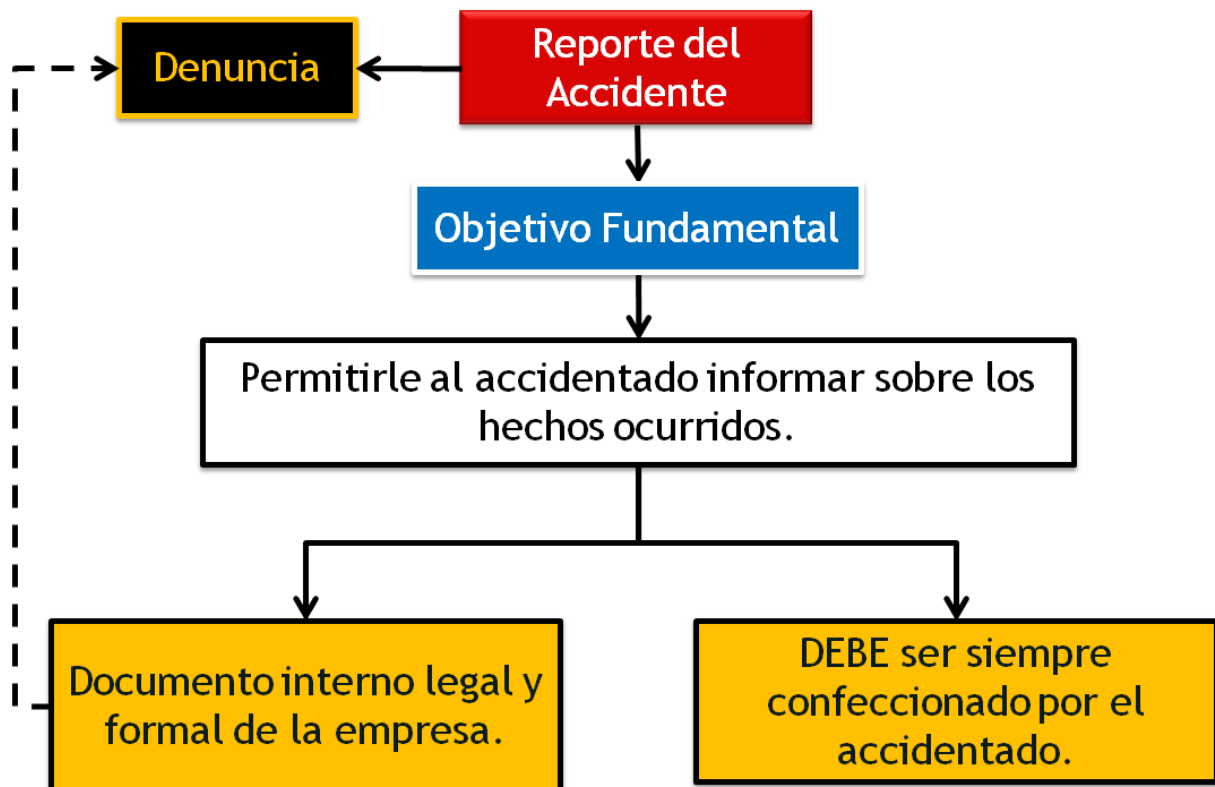 Denuncia
Reporte del
Accidente
Objetivo Fundamental
Permitirle al accidentado informar sobre los
hechos ocurridos.
Documento interno legal y
formal de la empresa.
DEBE ser siempre
confeccionado por el
accidentado.